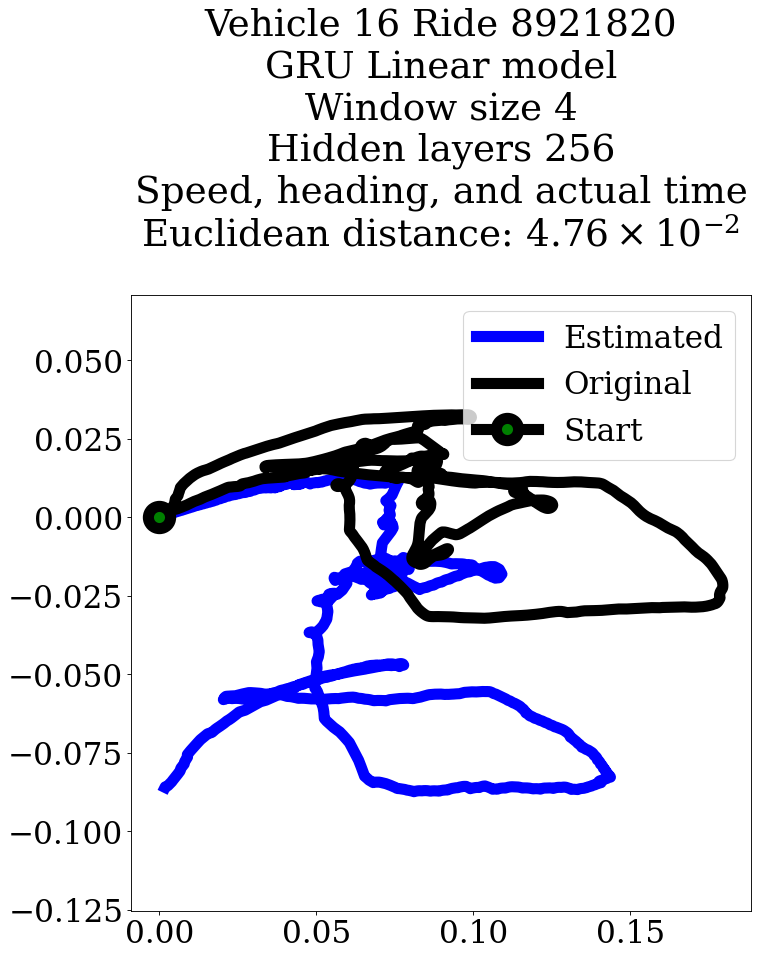 Vehicle 16 Ride 8921820
GRU Linear model
Window size 4
Hidden layers 256
Speed, heading, and actual time
Euclidean distance: 4.76 × 10⁻²
Estimated
Original
Start
0.050
0.025
0.000
−0.025
−0.050
−0.075
−0.100
−0.125
0.00 0.05 0.10 0.15